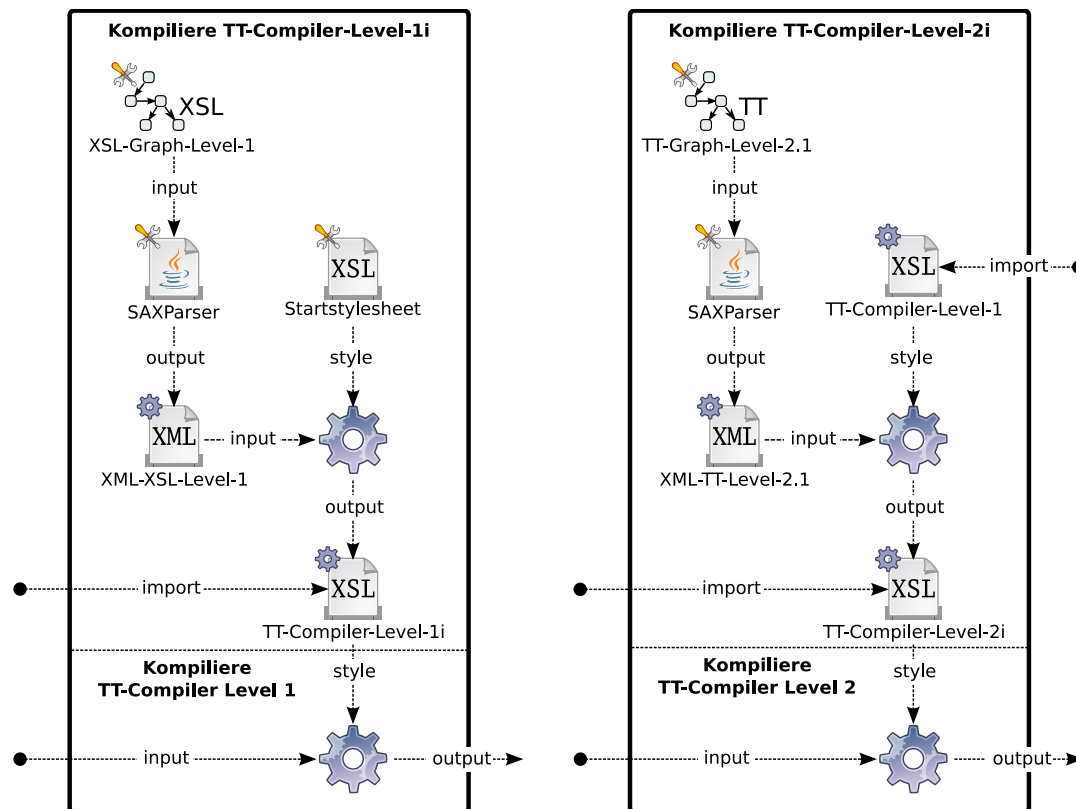 Kompiliere TT-Compiler-Level-1i
XSL
XSL-Graph-Level-1
input
SAXParser
XSL
Startstylesheet
output
style
XML
input
XML-XSL-Level-1
output
import
XSL
TT-Compiler-Level-1i
Kompiliere
TT-Compiler Level 1
style
input
output
Kompiliere TT-Compiler-Level-2i
TT
TT-Graph-Level-2.1
input
SAXParser
XSL
import
TT-Compiler-Level-1
output
style
XML
input
XML-TT-Level-2.1
output
import
XSL
TT-Compiler-Level-2i
Kompiliere
TT-Compiler Level 2
style
input
output